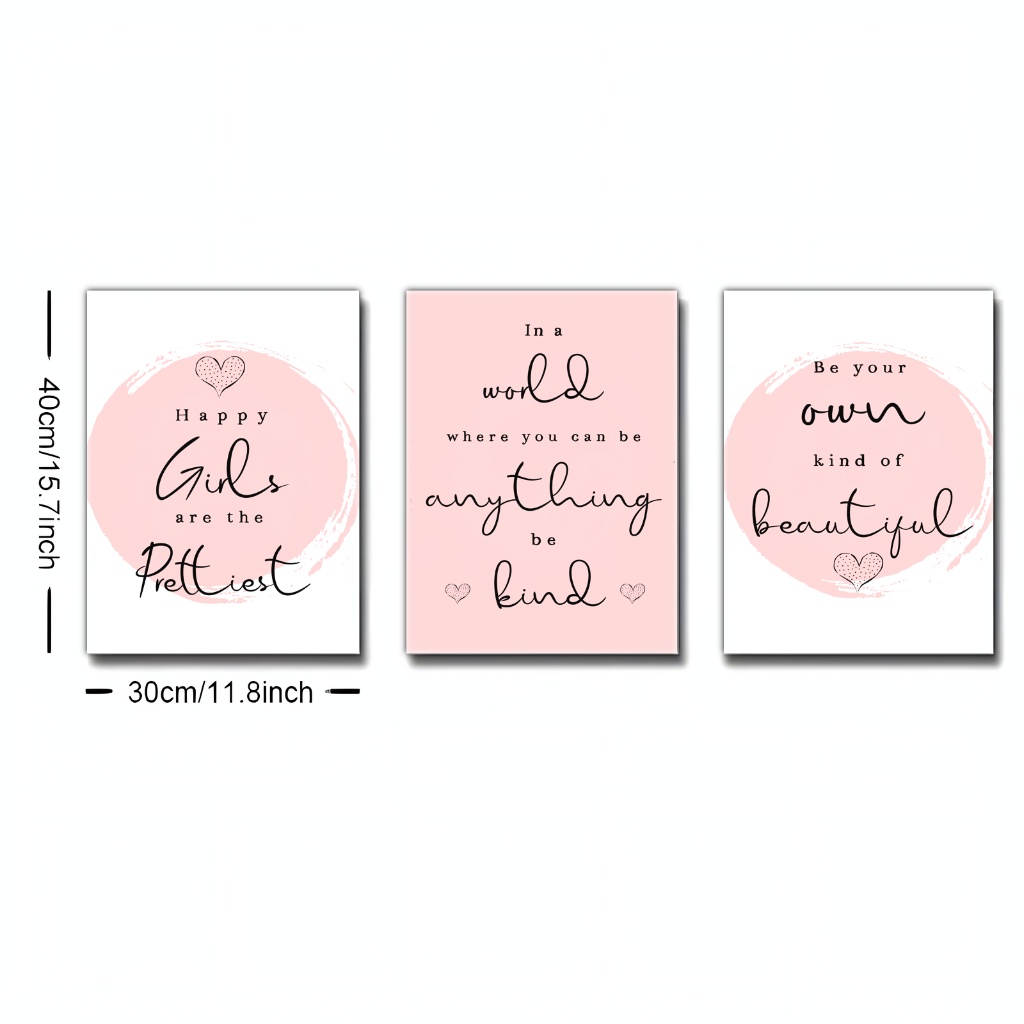 Happy
Girls
are the
Prettiest
In a
world
where you can be
anything
be
kind
Be your
own
kind of
beautiful
40cm/15.7inch
30cm/11.8inch